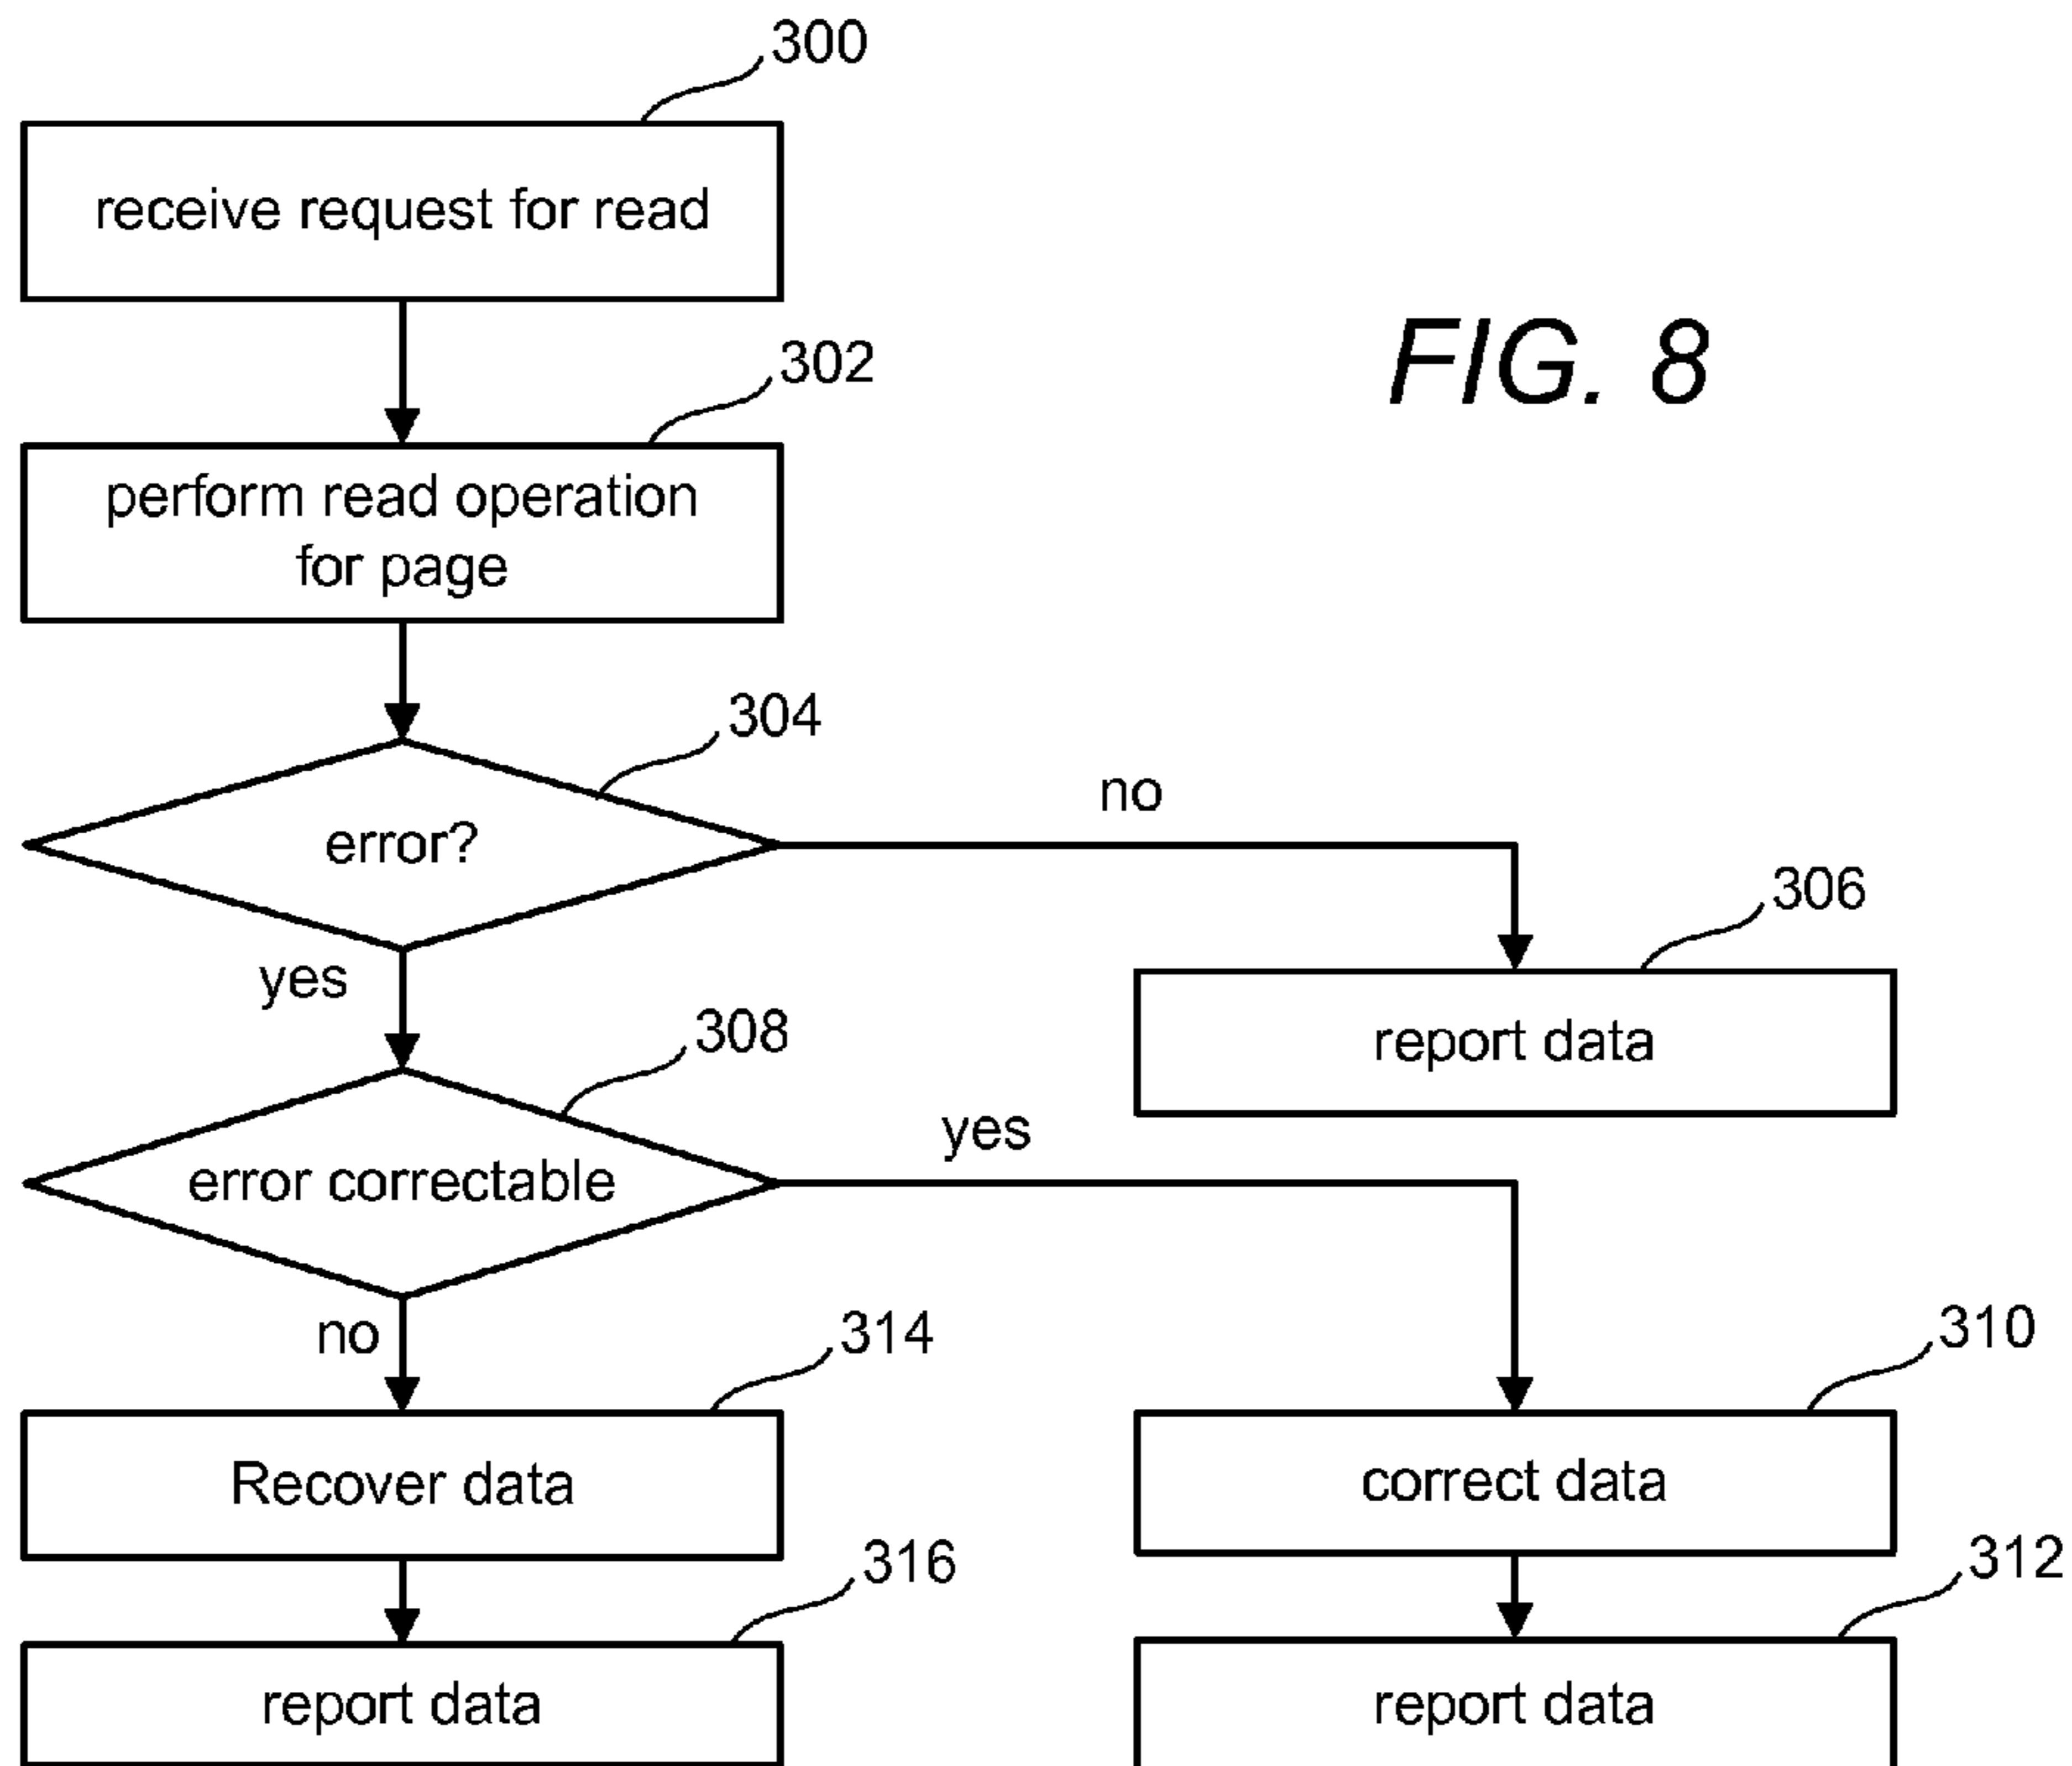 300
receive request for read
302
FIG. 8
perform read operation
for page
304
error?
no
306
report data
yes
308
error correctable
yes
no
314
Recover data
310
correct data
316
report data
312
report data